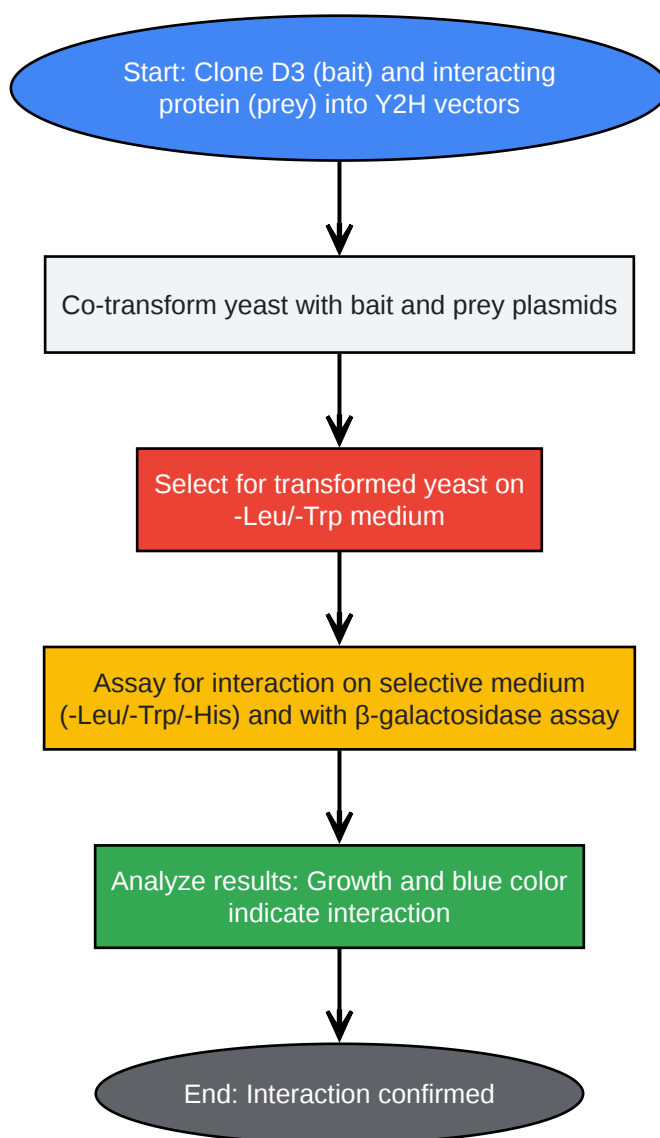 Start: Clone D3 (bait) and interacting
protein (prey) into Y2H vectors
Co-transform yeast with bait and prey plasmids
Select for transformed yeast on
-Leu/-Trp medium
Assay for interaction on selective medium
(-Leu/-Trp/-His) and with β-galactosidase assay
Analyze results: Growth and blue color
indicate interaction
End: Interaction confirmed